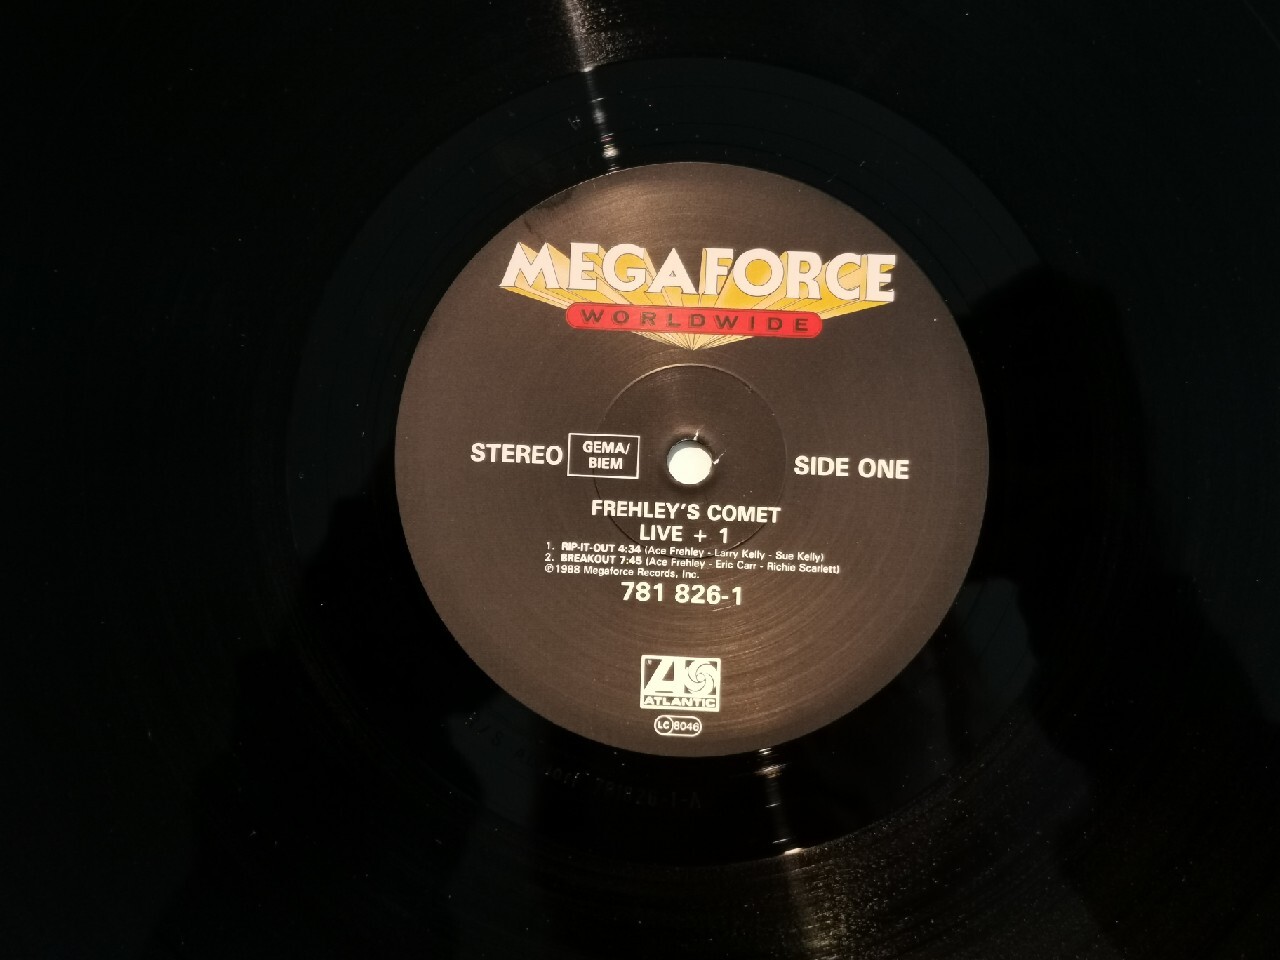 MEGAFORCE
WORLDWIDE
STEREO GEMA/ BIEM SIDE ONE
FREHLEY'S COMET
LIVE + 1
1. RIP-IT-OUT 4:34 (Ace Frehley - Larry Kelly - Sue Kelly)
2. BREAKOUT 7:45 (Ace Frehley - Eric Carr - Richie Scarlett)
℗1988 Megaforce Records, Inc.
781 826-1
ATLANTIC
LC 8046